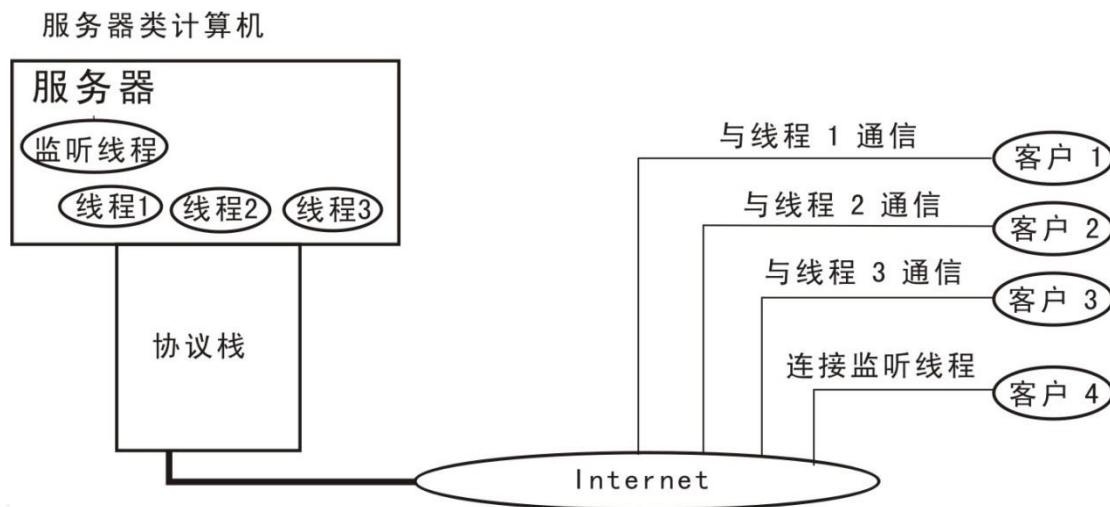 服务器类计算机
服务器
监听线程
线程1
线程2
线程3
协议栈
与线程 1 通信
客户 1
与线程 2 通信
客户 2
与线程 3 通信
客户 3
连接监听线程
客户 4
Internet